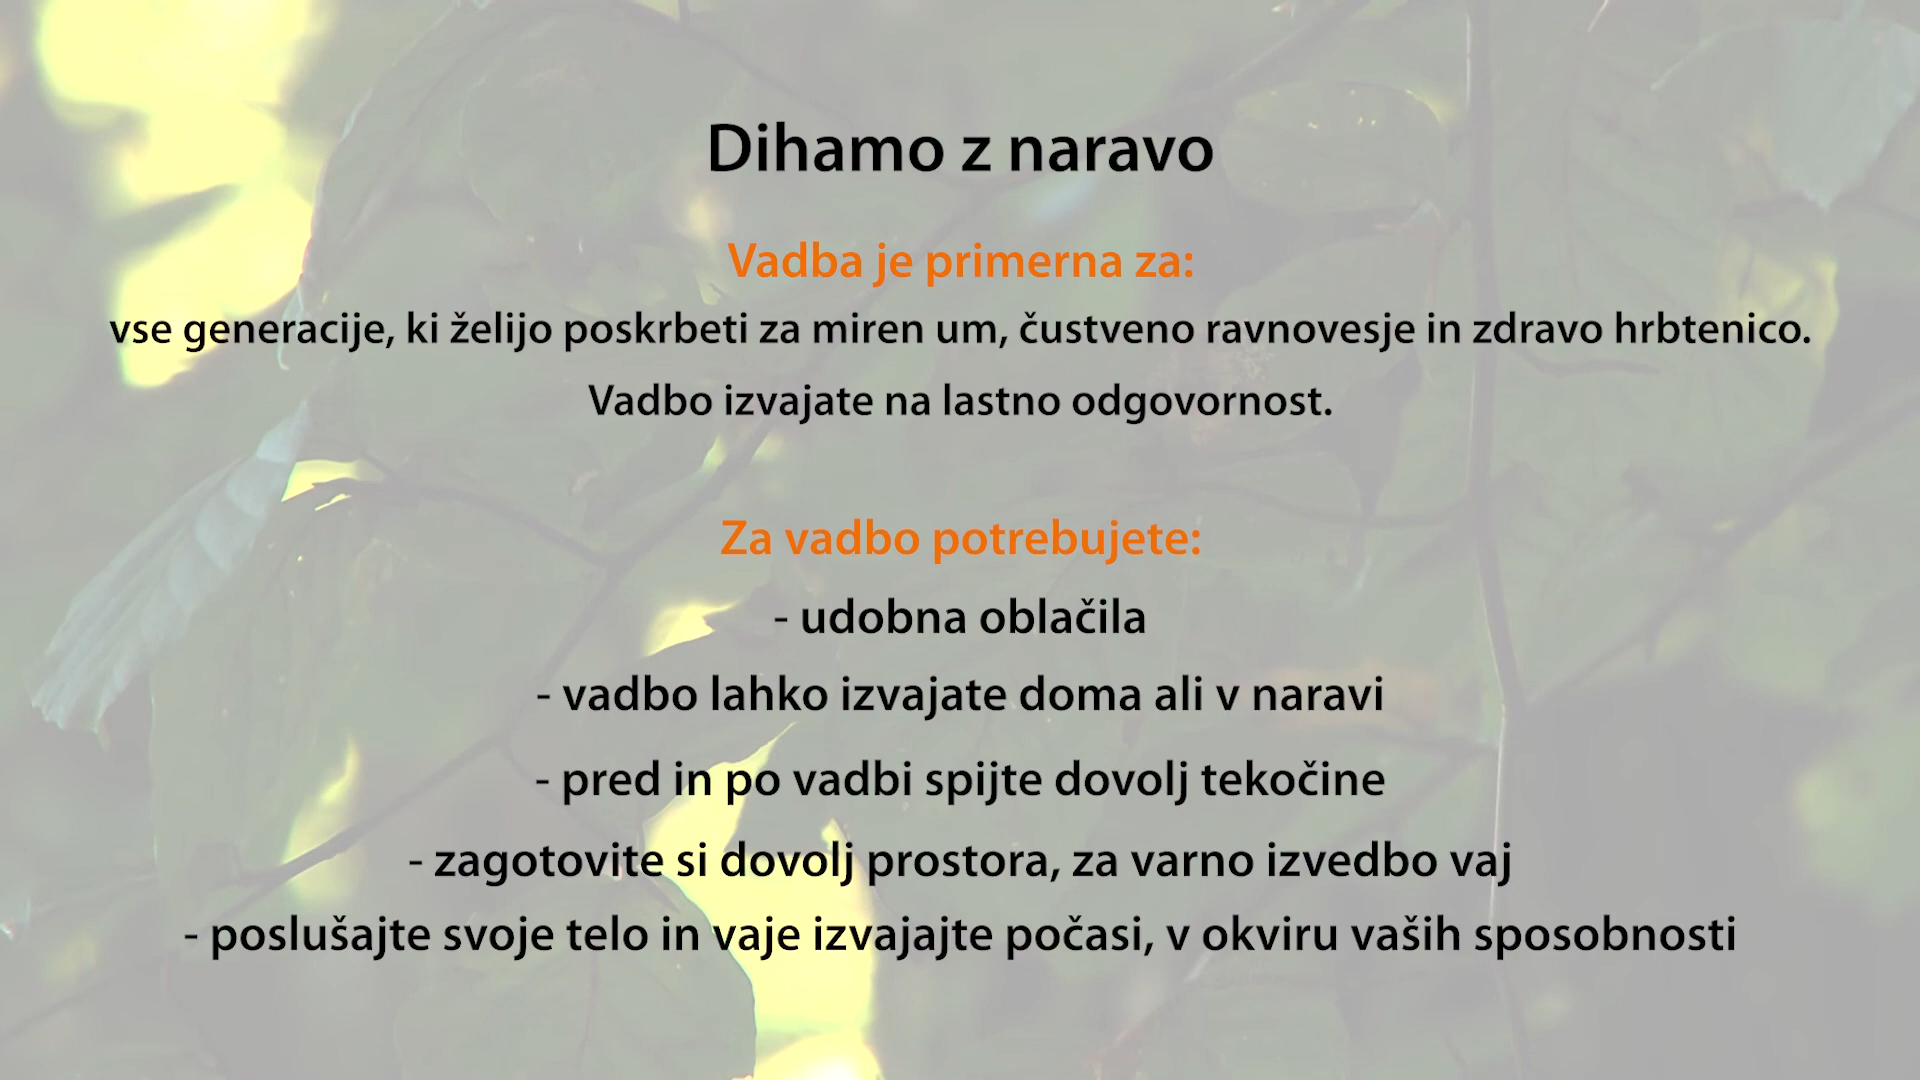 Dihamo z naravo
Vadba je primerna za:
vse generacije, ki želijo poskrbeti za miren um, čustveno ravnovesje in zdravo hrbtenico.
Vadbo izvajate na lastno odgovornost.
Za vadbo potrebujete:
- udobna oblačila
- vadbo lahko izvajate doma ali v naravi
- pred in po vadbi spijte dovolj tekočine
- zagotovite si dovolj prostora, za varno izvedbo vaj
- poslušajte svoje telo in vaje izvajajte počasi, v okviru vaših sposobnosti